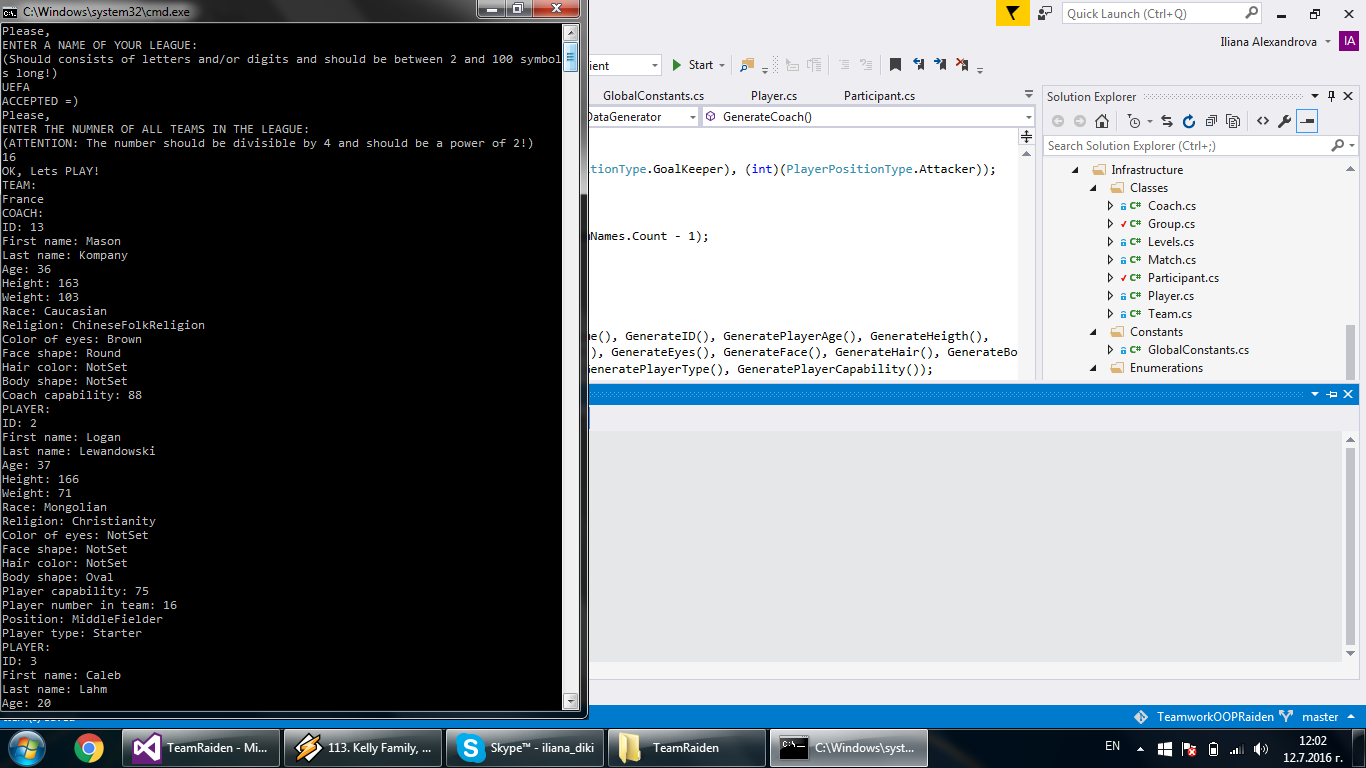 C:\Windows\system32\cmd.exe
Please,
ENTER A NAME OF YOUR LEAGUE:
(Should consists of letters and/or digits and should be between 2 and 100 symbol
s long!)
UEFA
ACCEPTED =)
Please,
ENTER THE NUMNER OF ALL TEAMS IN THE LEAGUE:
(ATTENTION: The number should be divisible by 4 and should be a power of 2!)
16
OK, Lets PLAY!
TEAM:
France
COACH:
ID: 13
First name: Mason
Last name: Kompany
Age: 36
Height: 163
Weight: 103
Race: Caucasian
Religion: ChineseFolkReligion
Color of eyes: Brown
Face shape: Round
Hair color: NotSet
Body shape: NotSet
Coach capability: 88
PLAYER:
ID: 2
First name: Logan
Last name: Lewandowski
Age: 37
Height: 166
Weight: 71
Race: Mongolian
Religion: Christianity
Color of eyes: NotSet
Face shape: NotSet
Hair color: NotSet
Body shape: Oval
Player capability: 75
Player number in team: 16
Position: MiddleFielder
Player type: Starter
PLAYER:
ID: 3
First name: Caleb
Last name: Lahm
Age: 20
Quick Launch (Ctrl+Q)
Iliana Alexandrova
IA
ient
Start
GlobalConstants.cs Player.cs Participant.cs
DataGenerator
GenerateCoach()
tionType.GoalKeeper), (int)(PlayerPositionType.Attacker));
Names.Count - 1);
e(), GenerateID(), GeneratePlayerAge(), GenerateHeigth(),
), GenerateEyes(), GenerateFace(), GenerateHair(), GenerateBo
eneratePlayerType(), GeneratePlayerCapability());
Solution Explorer
Search Solution Explorer (Ctrl+;)
Infrastructure
Classes
C# Coach.cs
C# Group.cs
C# Levels.cs
C# Match.cs
C# Participant.cs
C# Player.cs
C# Team.cs
Constants
C# GlobalConstants.cs
Enumerations
TeamworkOOPRaiden
master
TeamRaiden - Mi...
113. Kelly Family, ...
Skype™ - iliana_diki
TeamRaiden
C:\Windows\syst...
EN
12:02
12.7.2016 г.